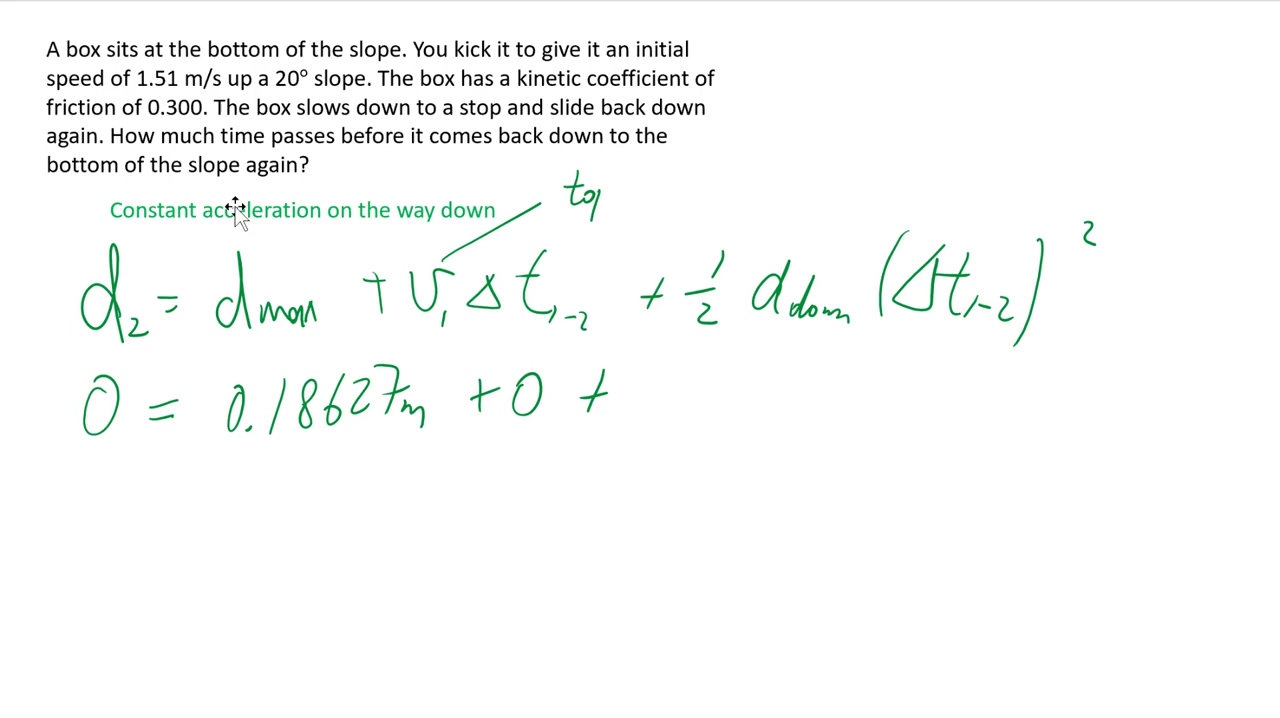 A box sits at the bottom of the slope. You kick it to give it an initial
speed of 1.51 m/s up a 20° slope. The box has a kinetic coefficient of
friction of 0.300. The box slows down to a stop and slide back down
again. How much time passes before it comes back down to the
bottom of the slope again?
top
Constant acceleration on the way down
d₂ = d max + v₁ Δt₁₋₂ + 1/2 a down (Δt₁₋₂)²
0 = 0.18627m + 0 +